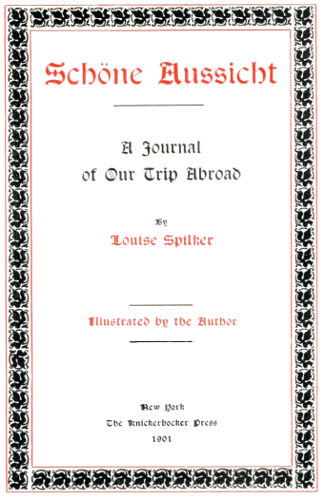 Schöne Aussicht
A Journal
of Our Trip Abroad
By
Louise Spilker
Illustrated by the Author
New York
The Knickerbocker Press
1901